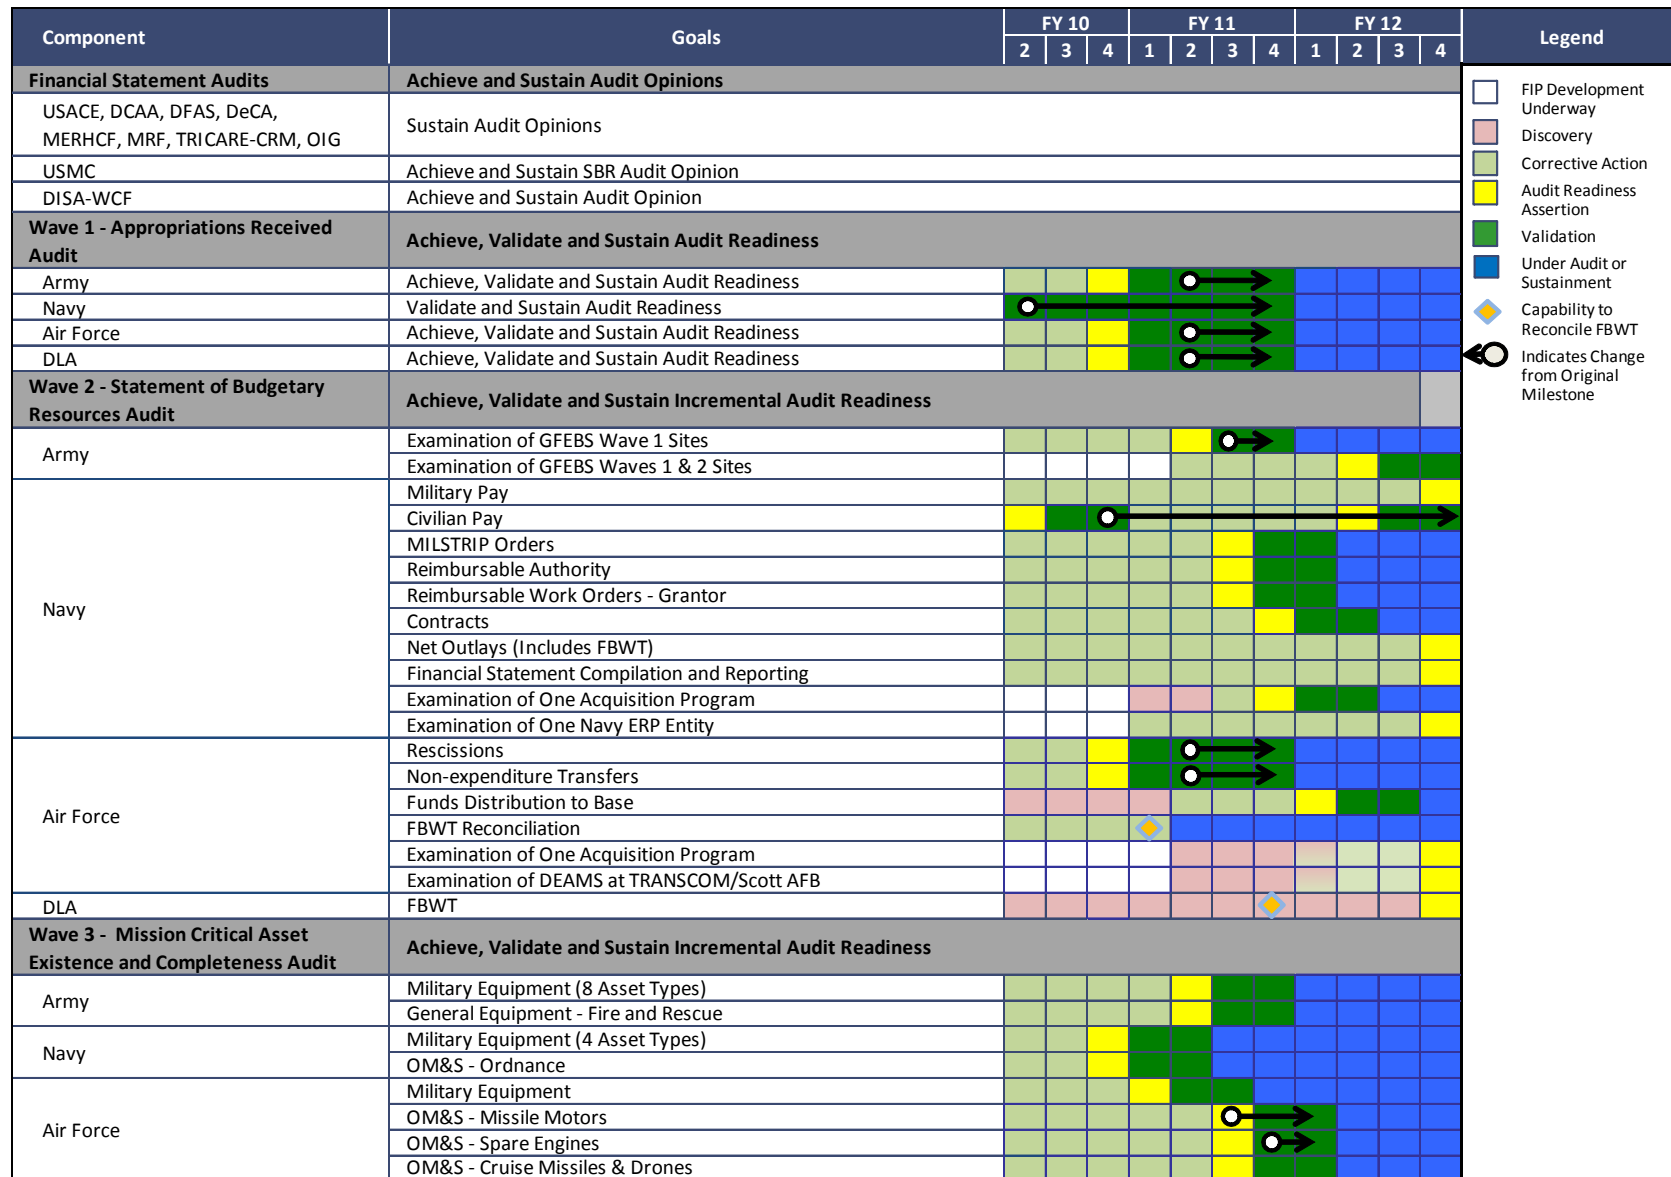 Component Goals FY 10 FY 11 FY 12 Legend
2 3 4 1 2 3 4 1 2 3 4
Financial Statement Audits Achieve and Sustain Audit Opinions
USACE, DCAA, DFAS, DeCA,
MERHCF, MRF, TRICARE-CRM, OIG
Sustain Audit Opinions
USMC Achieve and Sustain SBR Audit Opinion
DISA-WCF Achieve and Sustain Audit Opinion
Wave 1 - Appropriations Received
Audit
Achieve, Validate and Sustain Audit Readiness
Army Achieve, Validate and Sustain Audit Readiness
Navy Validate and Sustain Audit Readiness
Air Force Achieve, Validate and Sustain Audit Readiness
DLA Achieve, Validate and Sustain Audit Readiness
Wave 2 - Statement of Budgetary
Resources Audit
Achieve, Validate and Sustain Incremental Audit Readiness
Army
Examination of GFEBS Wave 1 Sites
Examination of GFEBS Waves 1 & 2 Sites
Navy
Military Pay
Civilian Pay
MILSTRIP Orders
Reimbursable Authority
Reimbursable Work Orders - Grantor
Contracts
Net Outlays (Includes FBWT)
Financial Statement Compilation and Reporting
Examination of One Acquisition Program
Examination of One Navy ERP Entity
Air Force
Rescissions
Non-expenditure Transfers
Funds Distribution to Base
FBWT Reconciliation
Examination of One Acquisition Program
Examination of DEAMS at TRANSCOM/Scott AFB
DLA FBWT
Wave 3 - Mission Critical Asset
Existence and Completeness Audit
Achieve, Validate and Sustain Incremental Audit Readiness
Army
Military Equipment (8 Asset Types)
General Equipment - Fire and Rescue
Navy
Military Equipment (4 Asset Types)
OM&S - Ordnance
Air Force
Military Equipment
OM&S - Missile Motors
OM&S - Spare Engines
OM&S - Cruise Missiles & Drones
FIP Development
Underway
Discovery
Corrective Action
Audit Readiness
Assertion
Validation
Under Audit or
Sustainment
Capability to
Reconcile FBWT
Indicates Change
from Original
Milestone